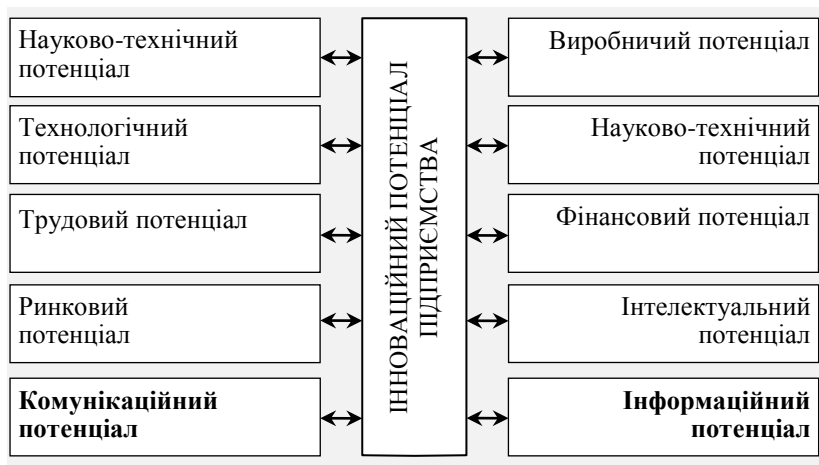 Науково-технічний
потенціал
Технологічний
потенціал
Трудовий потенціал
Ринковий
потенціал
Комунікаційний
потенціал
ІННОВАЦІЙНИЙ ПОТЕНЦІАЛ
ПІДПРИЄМСТВА
Виробничий потенціал
Науково-технічний
потенціал
Фінансовий потенціал
Інтелектуальний
потенціал
Інформаційний
потенціал